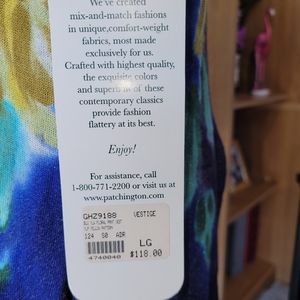 We've created
mix-and-match fashions
in unique,comfort-weight
fabrics, most made
exclusively for us.
Crafted with highest quality,
the exquisite colors
and superb fit of these
contemporary classics
provide fashion
flattery at its best.
Enjoy!
For assistance, call
1-800-771-2200 or visit us at
www.patchington.com
GHZ9188 VESTIGE
124 50 AOR
LG
4740040 $118.00